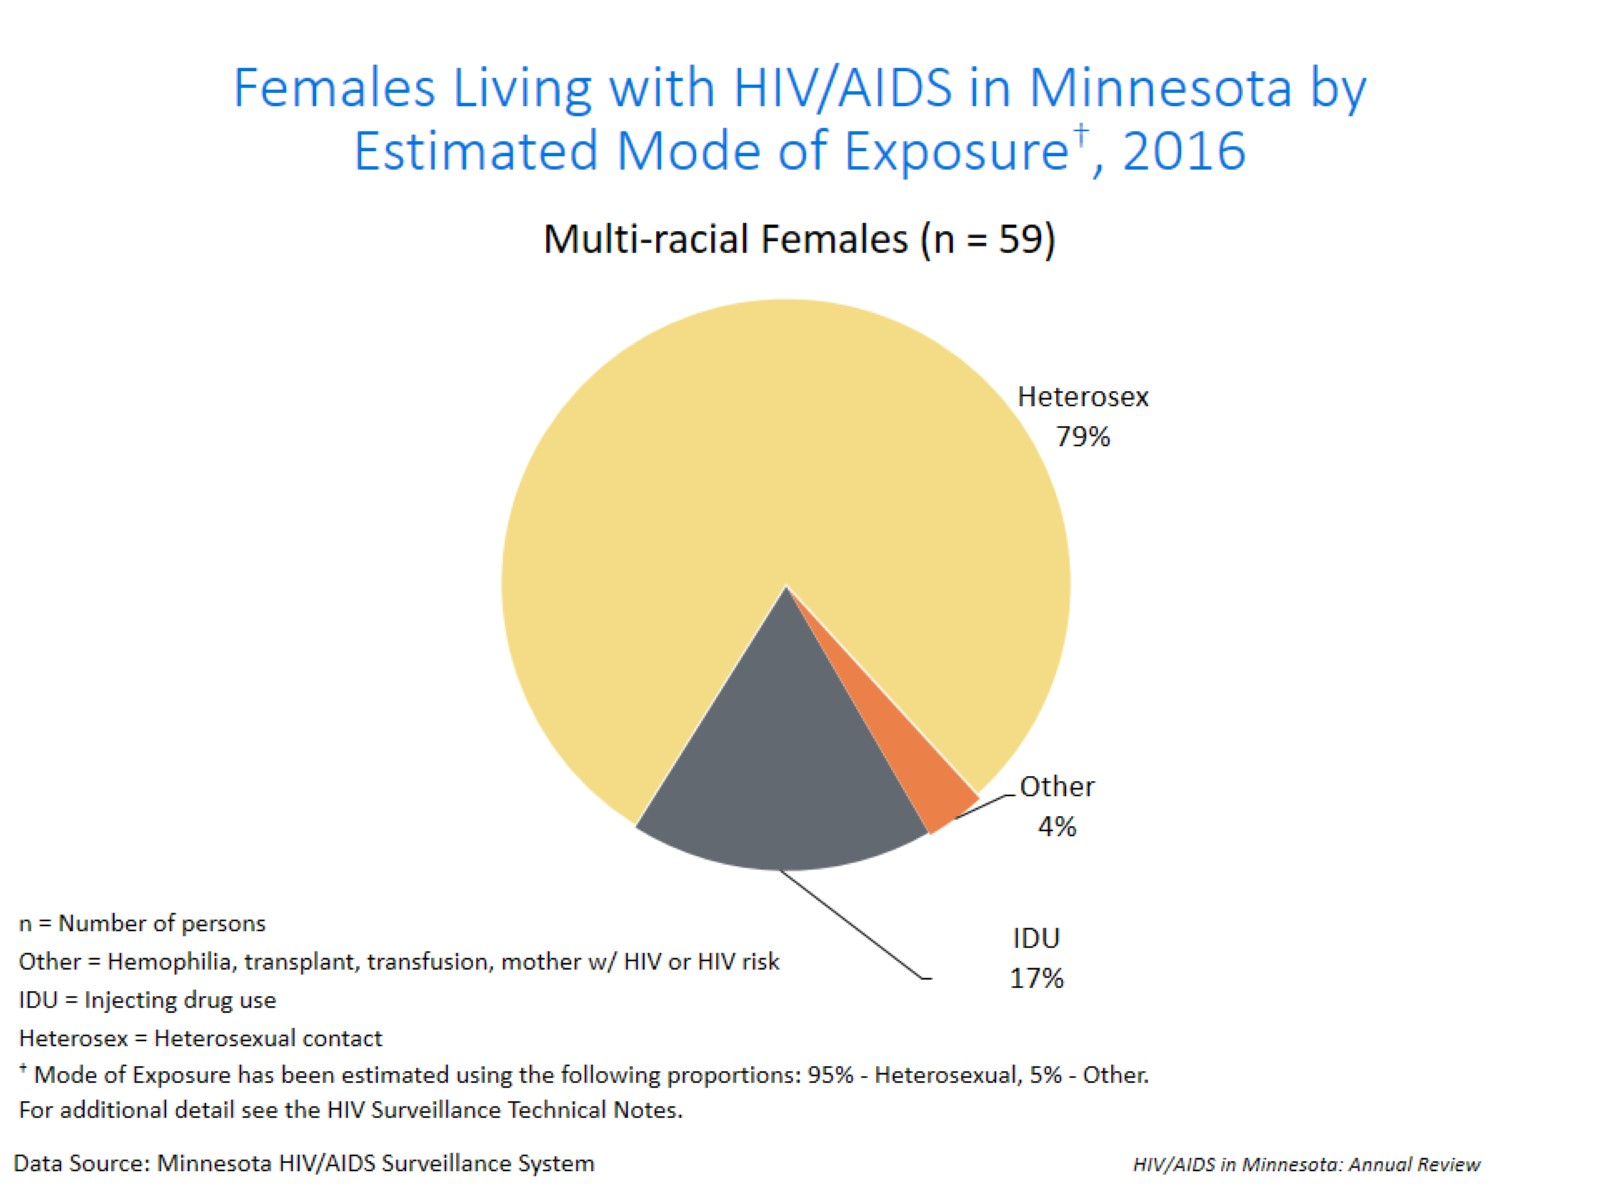 Females Living with HIV/AIDS in Minnesota by
Estimated Mode of Exposure†, 2016
Multi-racial Females (n = 59)
Heterosex
79%
Other
4%
IDU
17%
n = Number of persons
Other = Hemophilia, transplant, transfusion, mother w/ HIV or HIV risk
IDU = Injecting drug use
Heterosex = Heterosexual contact
† Mode of Exposure has been estimated using the following proportions: 95% - Heterosexual, 5% - Other.
For additional detail see the HIV Surveillance Technical Notes.
Data Source: Minnesota HIV/AIDS Surveillance System
HIV/AIDS in Minnesota: Annual Review